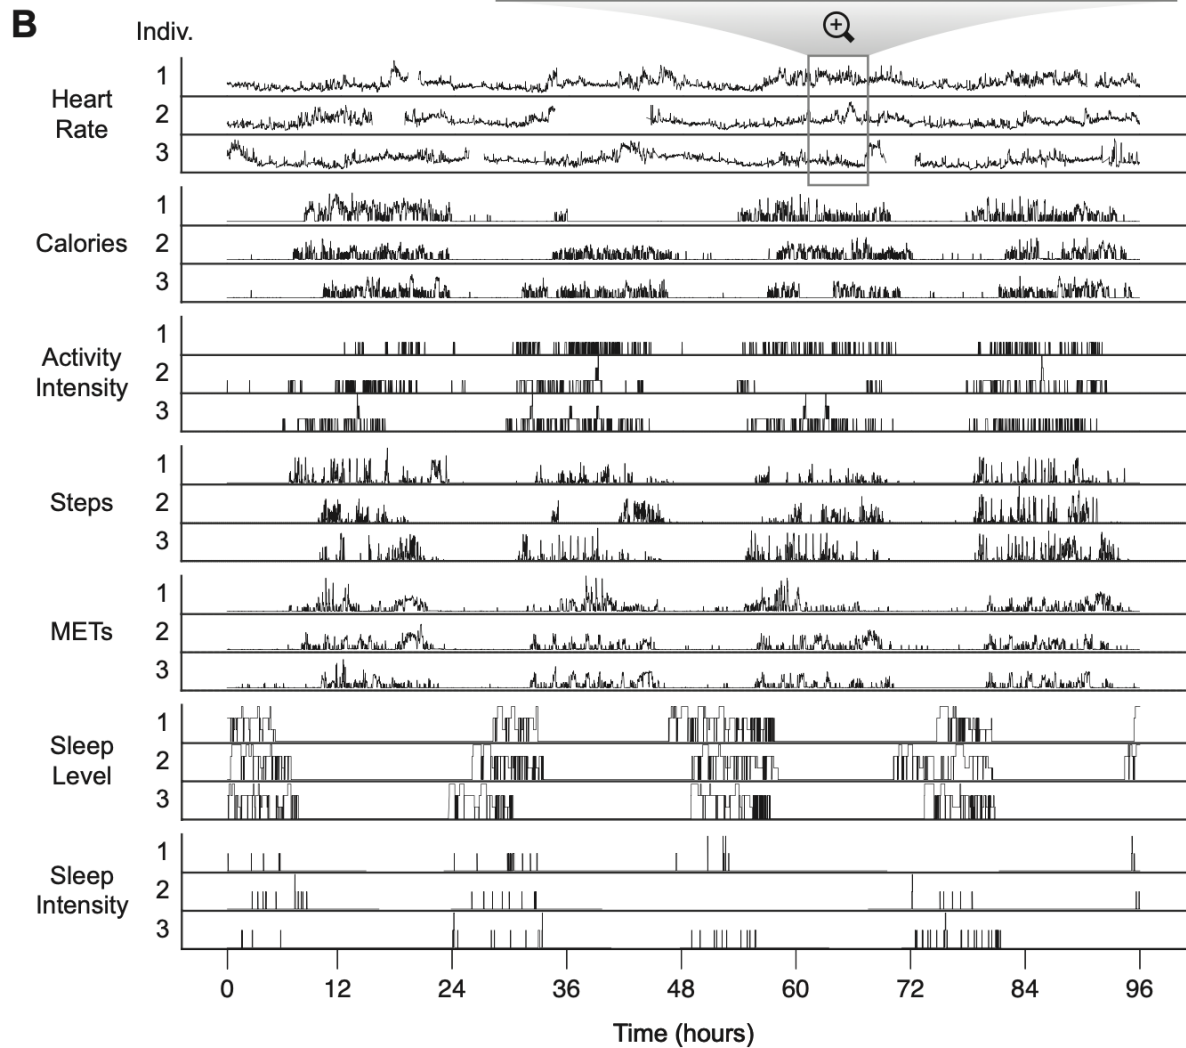 B
Indiv.
Heart
Rate
1
2
3
Calories
1
2
3
Activity
Intensity
1
2
3
Steps
1
2
3
METs
1
2
3
Sleep
Level
1
2
3
Sleep
Intensity
1
2
3
0 12 24 36 48 60 72 84 96
Time (hours)